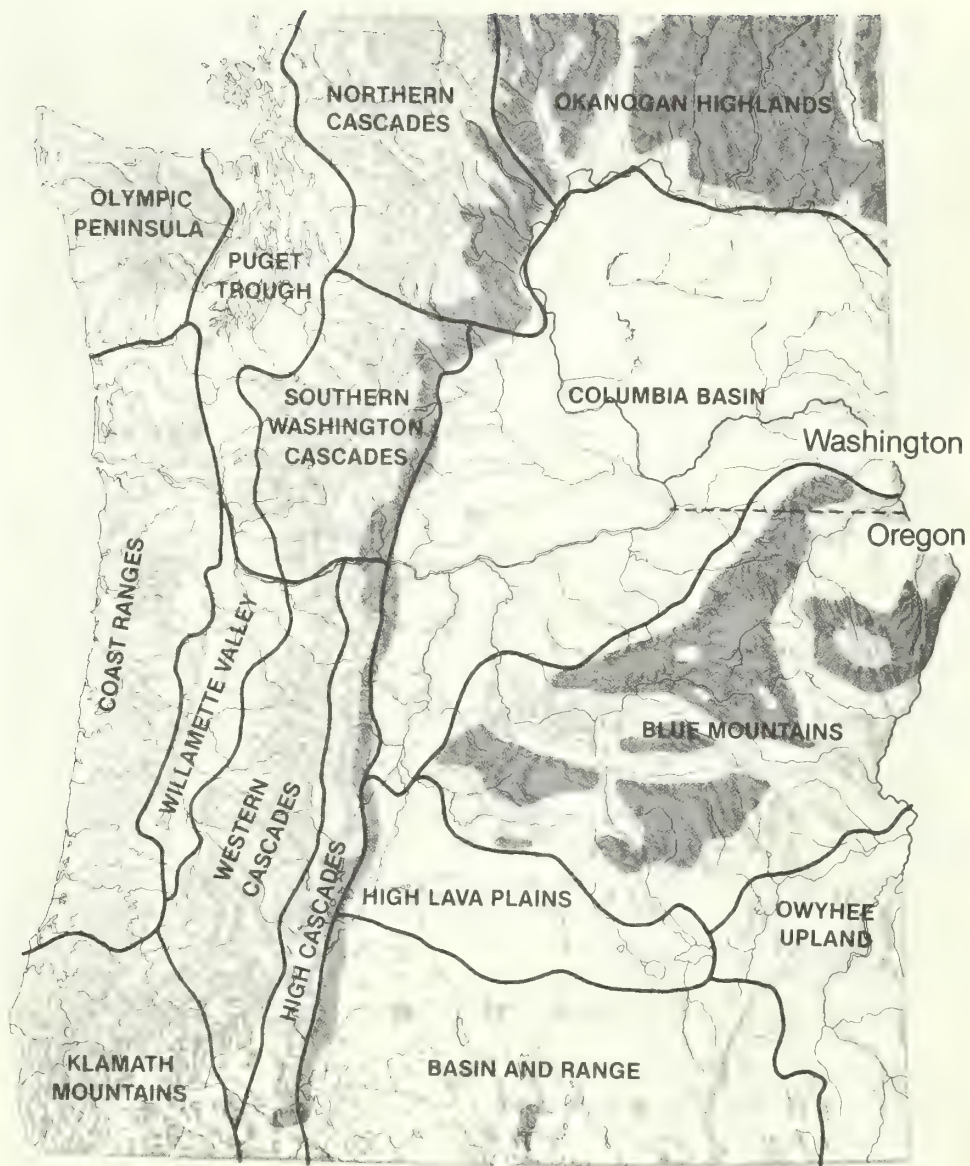 NORTHERN
CASCADES
OKANOGAN HIGHLANDS
OLYMPIC
PENINSULA
PUGET
TROUGH
SOUTHERN
WASHINGTON
CASCADES
COLUMBIA BASIN
Washington
Oregon
COAST RANGES
WILLAMETTE VALLEY
BLUE MOUNTAINS
WESTERN
CASCADES
HIGH CASCADES
HIGH LAVA PLAINS
OWYHEE
UPLAND
KLAMATH
MOUNTAINS
BASIN AND RANGE